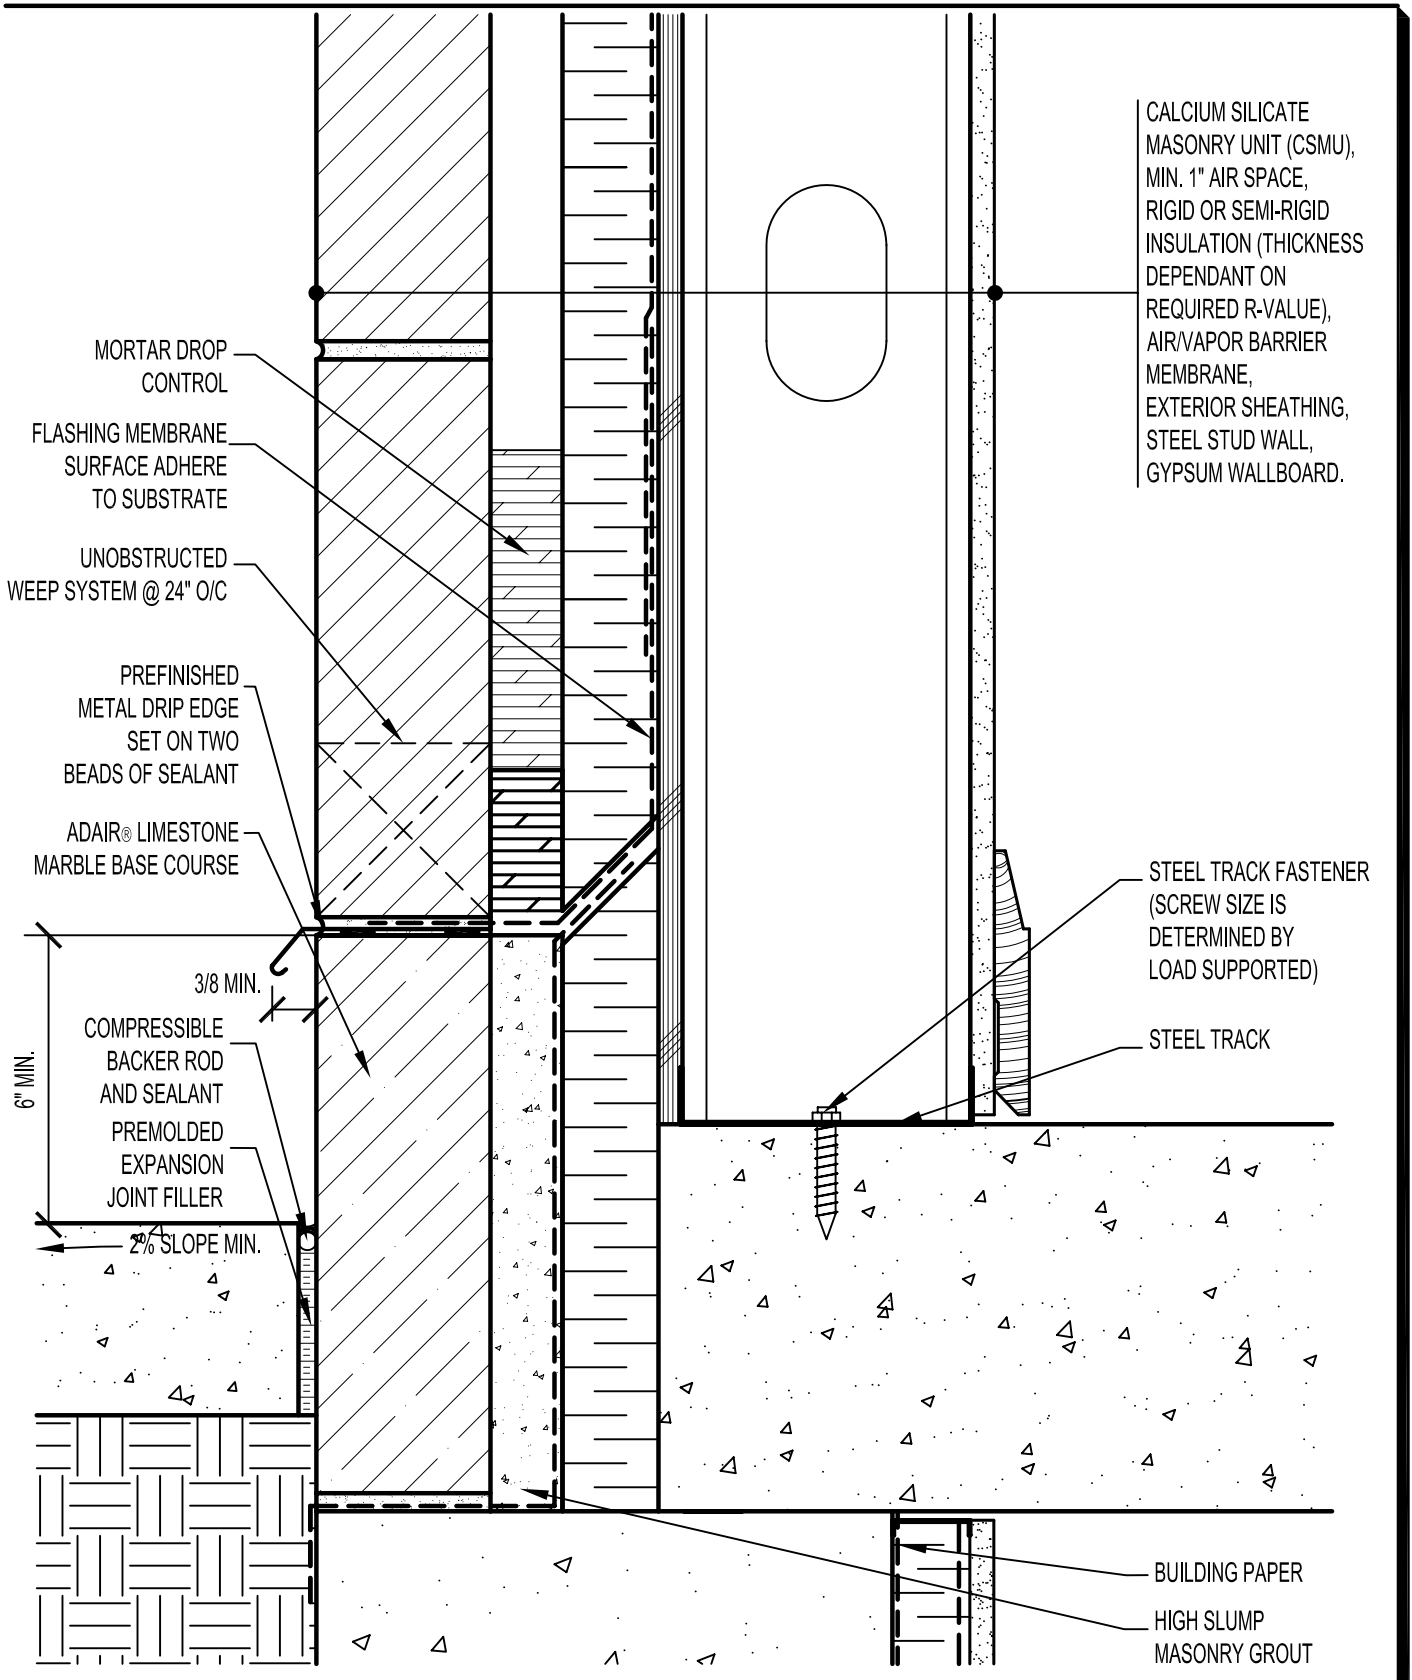 CALCIUM SILICATE
MASONRY UNIT (CSMU),
MIN. 1" AIR SPACE,
RIGID OR SEMI-RIGID
INSULATION (THICKNESS
DEPENDANT ON
REQUIRED R-VALUE),
AIR/VAPOR BARRIER
MEMBRANE,
EXTERIOR SHEATHING,
STEEL STUD WALL,
GYPSUM WALLBOARD.
MORTAR DROP
CONTROL
FLASHING MEMBRANE
SURFACE ADHERE
TO SUBSTRATE
UNOBSTRUCTED
WEEP SYSTEM @ 24" O/C
PREFINISHED
METAL DRIP EDGE
SET ON TWO
BEADS OF SEALANT
ADAIR® LIMESTONE
MARBLE BASE COURSE
3/8 MIN.
6" MIN.
COMPRESSIBLE
BACKER ROD
AND SEALANT
PREMOLDED
EXPANSION
JOINT FILLER
2% SLOPE MIN.
STEEL TRACK FASTENER
(SCREW SIZE IS
DETERMINED BY
LOAD SUPPORTED)
STEEL TRACK
BUILDING PAPER
HIGH SLUMP
MASONRY GROUT